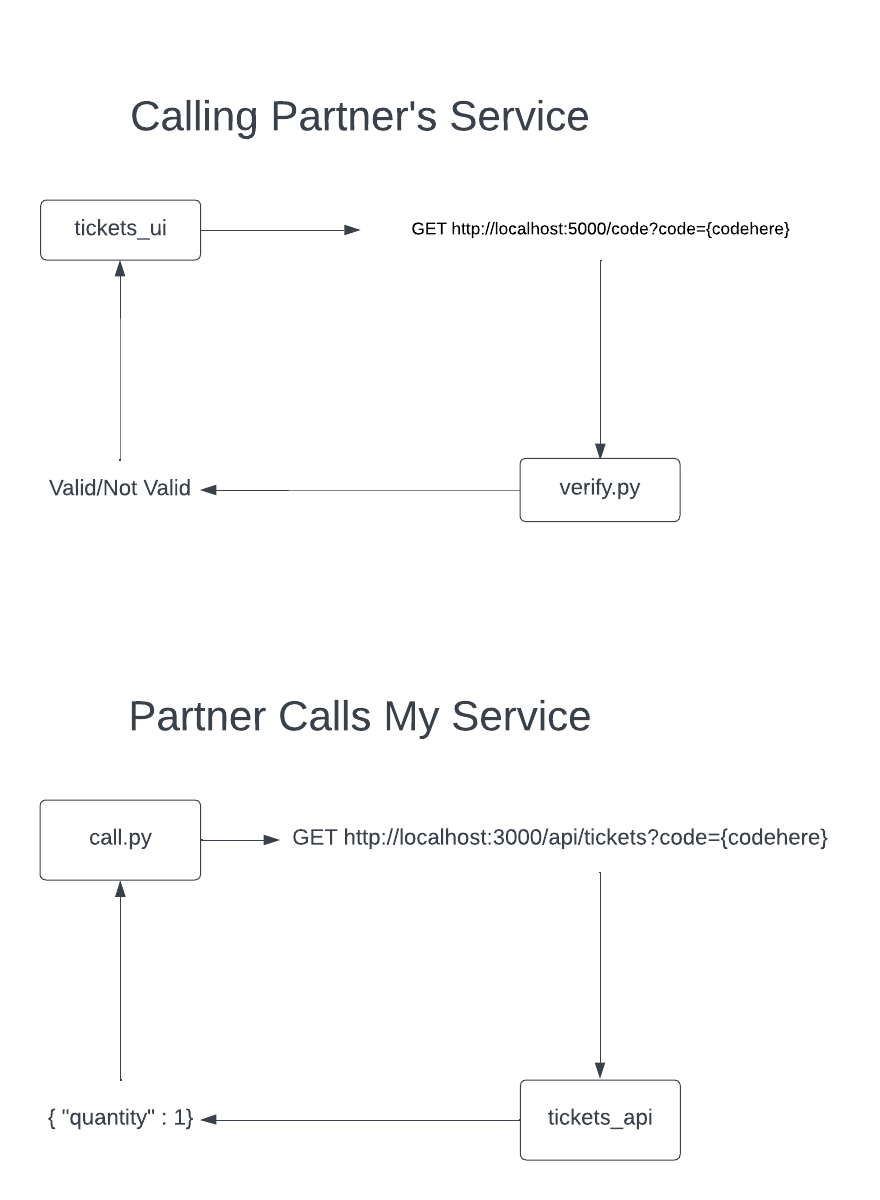 Calling Partner's Service
tickets_ui
GET http://localhost:5000/code?code={codehere}
Valid/Not Valid
verify.py
Partner Calls My Service
call.py
GET http://localhost:3000/api/tickets?code={codehere}
{ "quantity" : 1}
tickets_api